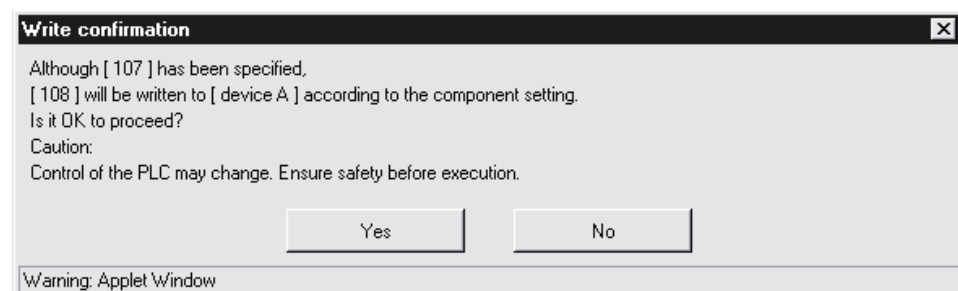 Write confirmation
Although [ 107 ] has been specified,
[ 108 ] will be written to [ device A ] according to the component setting.
Is it OK to proceed?
Caution:
Control of the PLC may change. Ensure safety before execution.
Yes
No
Warning: Applet Window